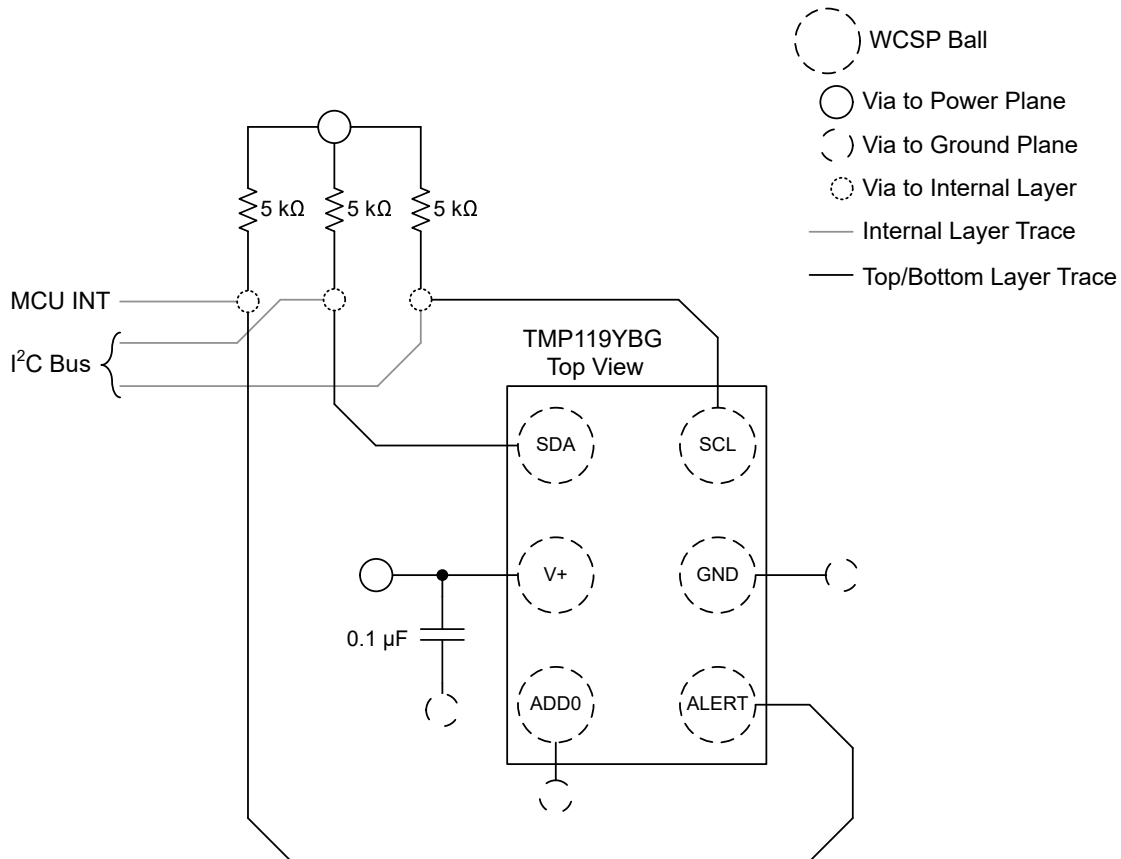 WCSP Ball
Via to Power Plane
Via to Ground Plane
Via to Internal Layer
Internal Layer Trace
Top/Bottom Layer Trace
5 kΩ
5 kΩ
5 kΩ
MCU INT
I²C Bus
TMP119YBG
Top View
SDA
SCL
V+
GND
0.1 µF
ADD0
ALERT